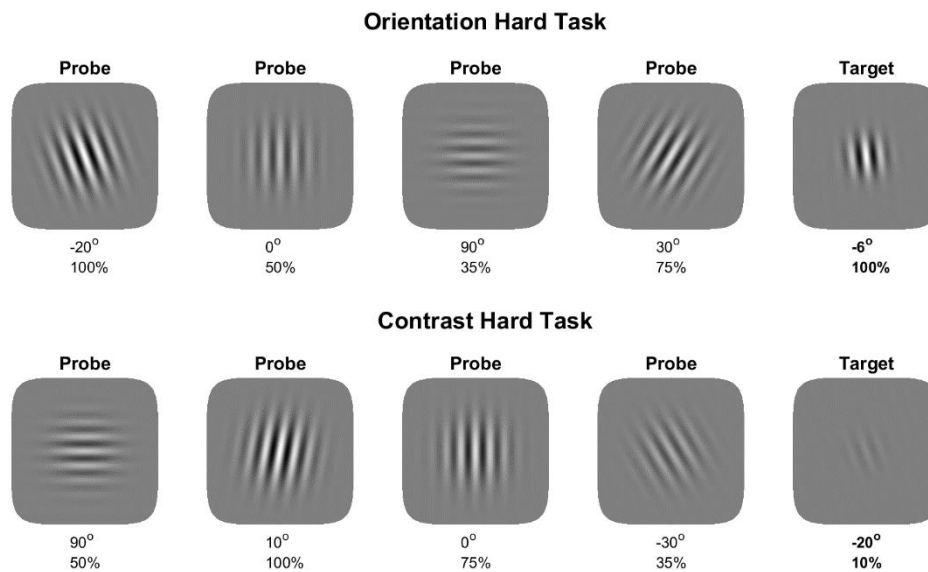 Orientation Hard Task
Probe Probe Probe Probe Target
-20° 0° 90° 30° -6°
100% 50% 35% 75% 100%
Contrast Hard Task
Probe Probe Probe Probe Target
90° 10° 0° -30° -20°
50% 100% 75% 35% 10%